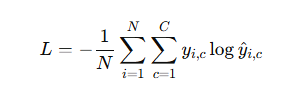 L = -\frac{1}{N} \sum_{i=1}^{N} \sum_{c=1}^{C} y_{i,c} \log \hat{y}_{i,c}